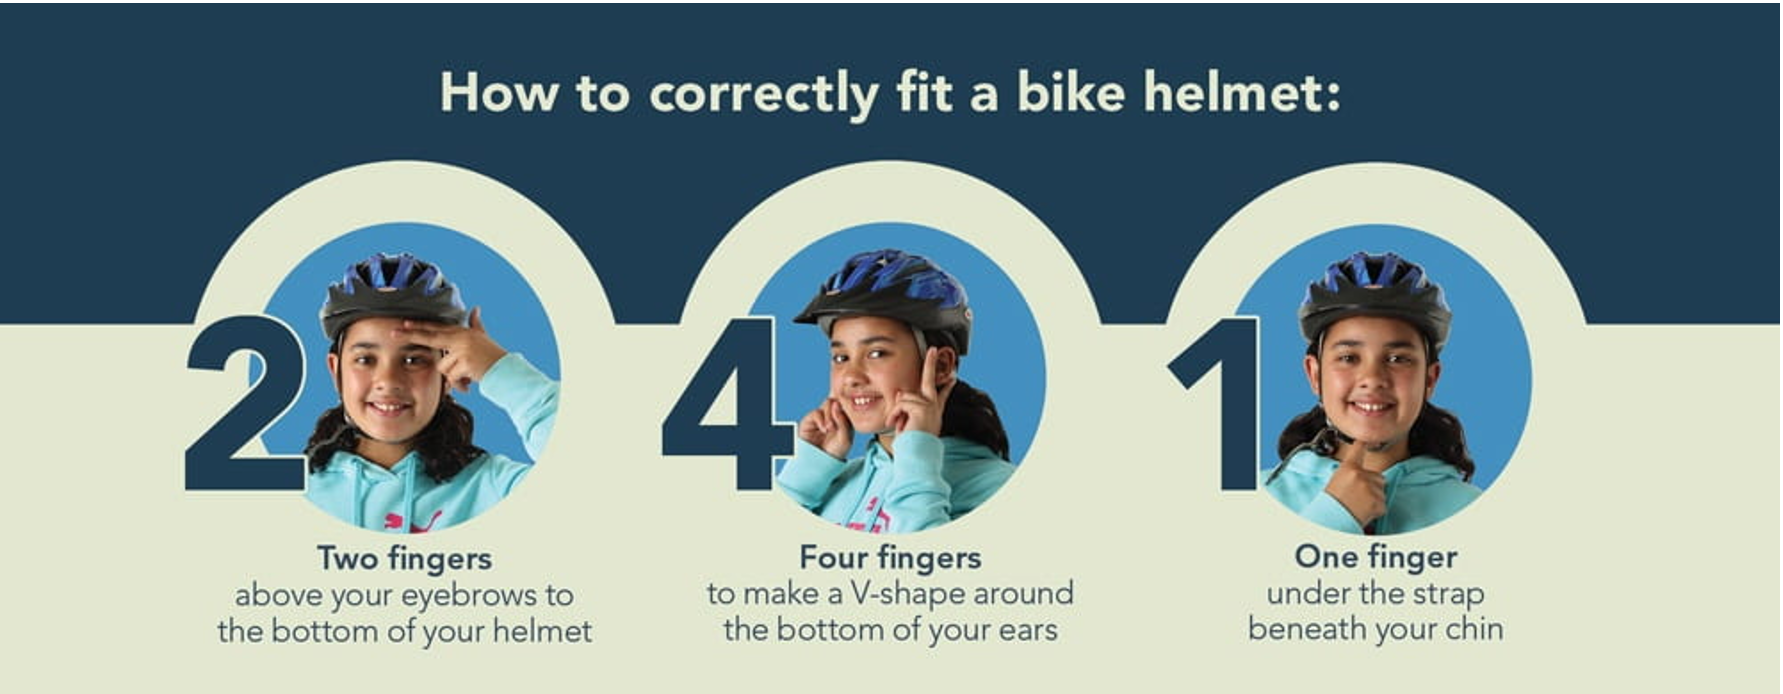 How to correctly fit a bike helmet:
2
4
1
Two fingers
above your eyebrows to
the bottom of your helmet
Four fingers
to make a V-shape around
the bottom of your ears
One finger
under the strap
beneath your chin